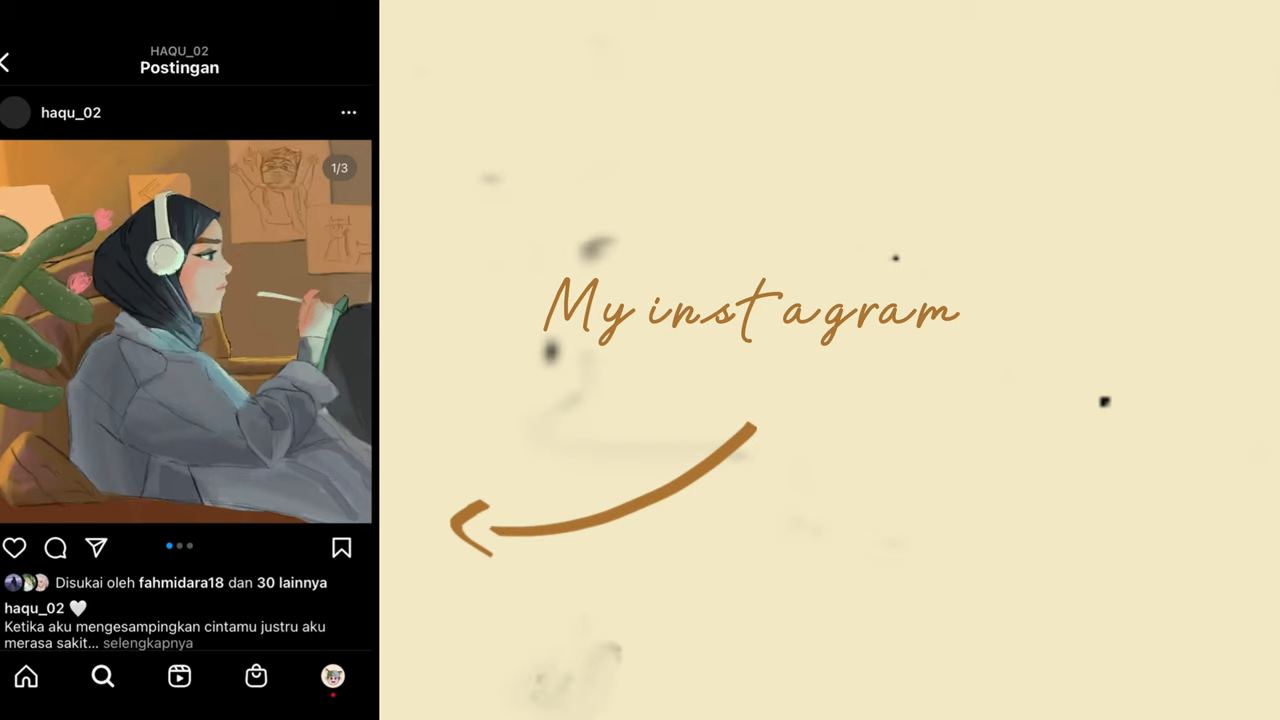 HAQU_02
Postingan
haqu_02
1/3
Disukai oleh fahmidara18 dan 30 lainnya
haqu_02 🤍
Ketika aku mengesampingkan cintamu justru aku
merasa sakit... selengkapnya
My instagram